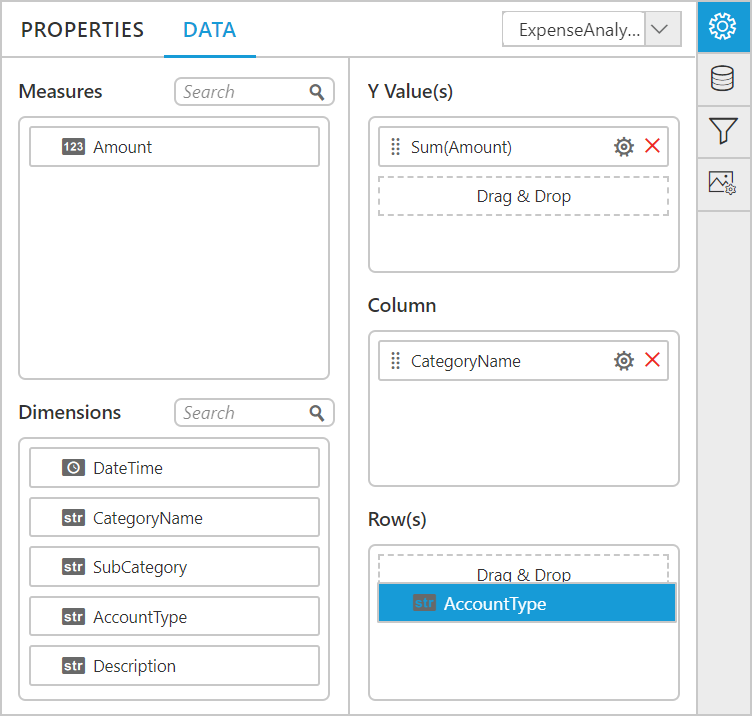 PROPERTIES
DATA
ExpenseAnaly...
Measures
Search
123 Amount
Dimensions
Search
DateTime
str CategoryName
str SubCategory
str AccountType
str Description
Y Value(s)
Sum(Amount)
Drag & Drop
Column
CategoryName
Row(s)
Drag & Drop
str AccountType